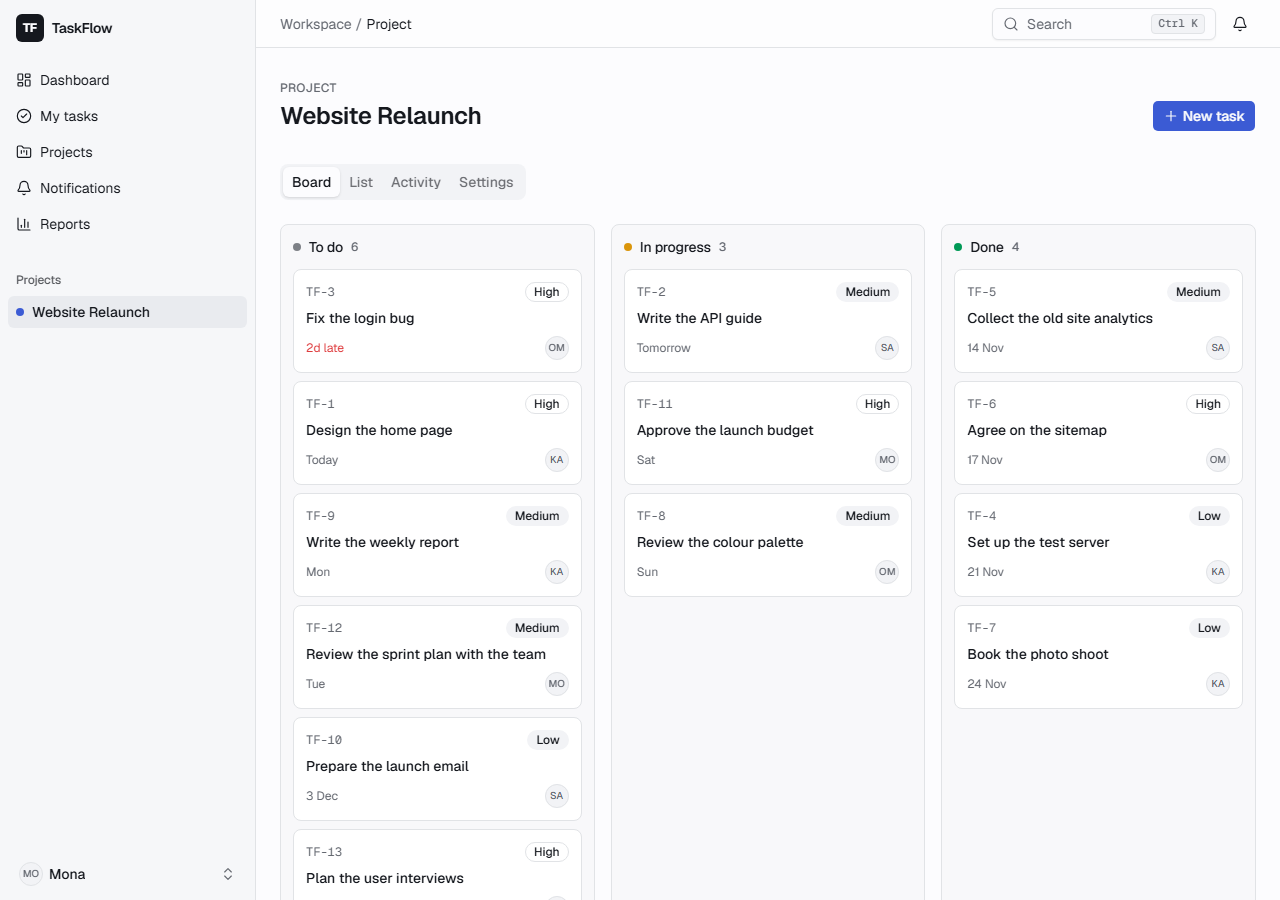 TF TaskFlow
Dashboard
My tasks
Projects
Notifications
Reports
Projects
Website Relaunch
MO Mona
Workspace / Project
Search Ctrl K
PROJECT
Website Relaunch
New task
Board List Activity Settings
To do 6
TF-3 High
Fix the login bug
2d late OM
TF-1 High
Design the home page
Today KA
TF-9 Medium
Write the weekly report
Mon KA
TF-12 Medium
Review the sprint plan with the team
Tue MO
TF-10 Low
Prepare the launch email
3 Dec SA
TF-13 High
Plan the user interviews
In progress 3
TF-2 Medium
Write the API guide
Tomorrow SA
TF-11 High
Approve the launch budget
Sat MO
TF-8 Medium
Review the colour palette
Sun OM
Done 4
TF-5 Medium
Collect the old site analytics
14 Nov SA
TF-6 High
Agree on the sitemap
17 Nov OM
TF-4 Low
Set up the test server
21 Nov KA
TF-7 Low
Book the photo shoot
24 Nov KA